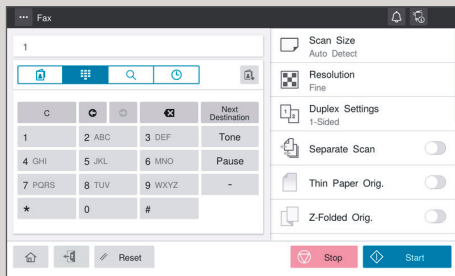 Fax
1
C
Next
Destination
1
2 ABC
3 DEF
Tone
4 GHI
5 JKL
6 MNO
Pause
7 PQRS
8 TUV
9 WXYZ
-
*
0
#
Scan Size
Auto Detect
Resolution
Fine
Duplex Settings
1-Sided
Separate Scan
Thin Paper Orig.
Z-Folded Orig.
Reset
Stop
Start